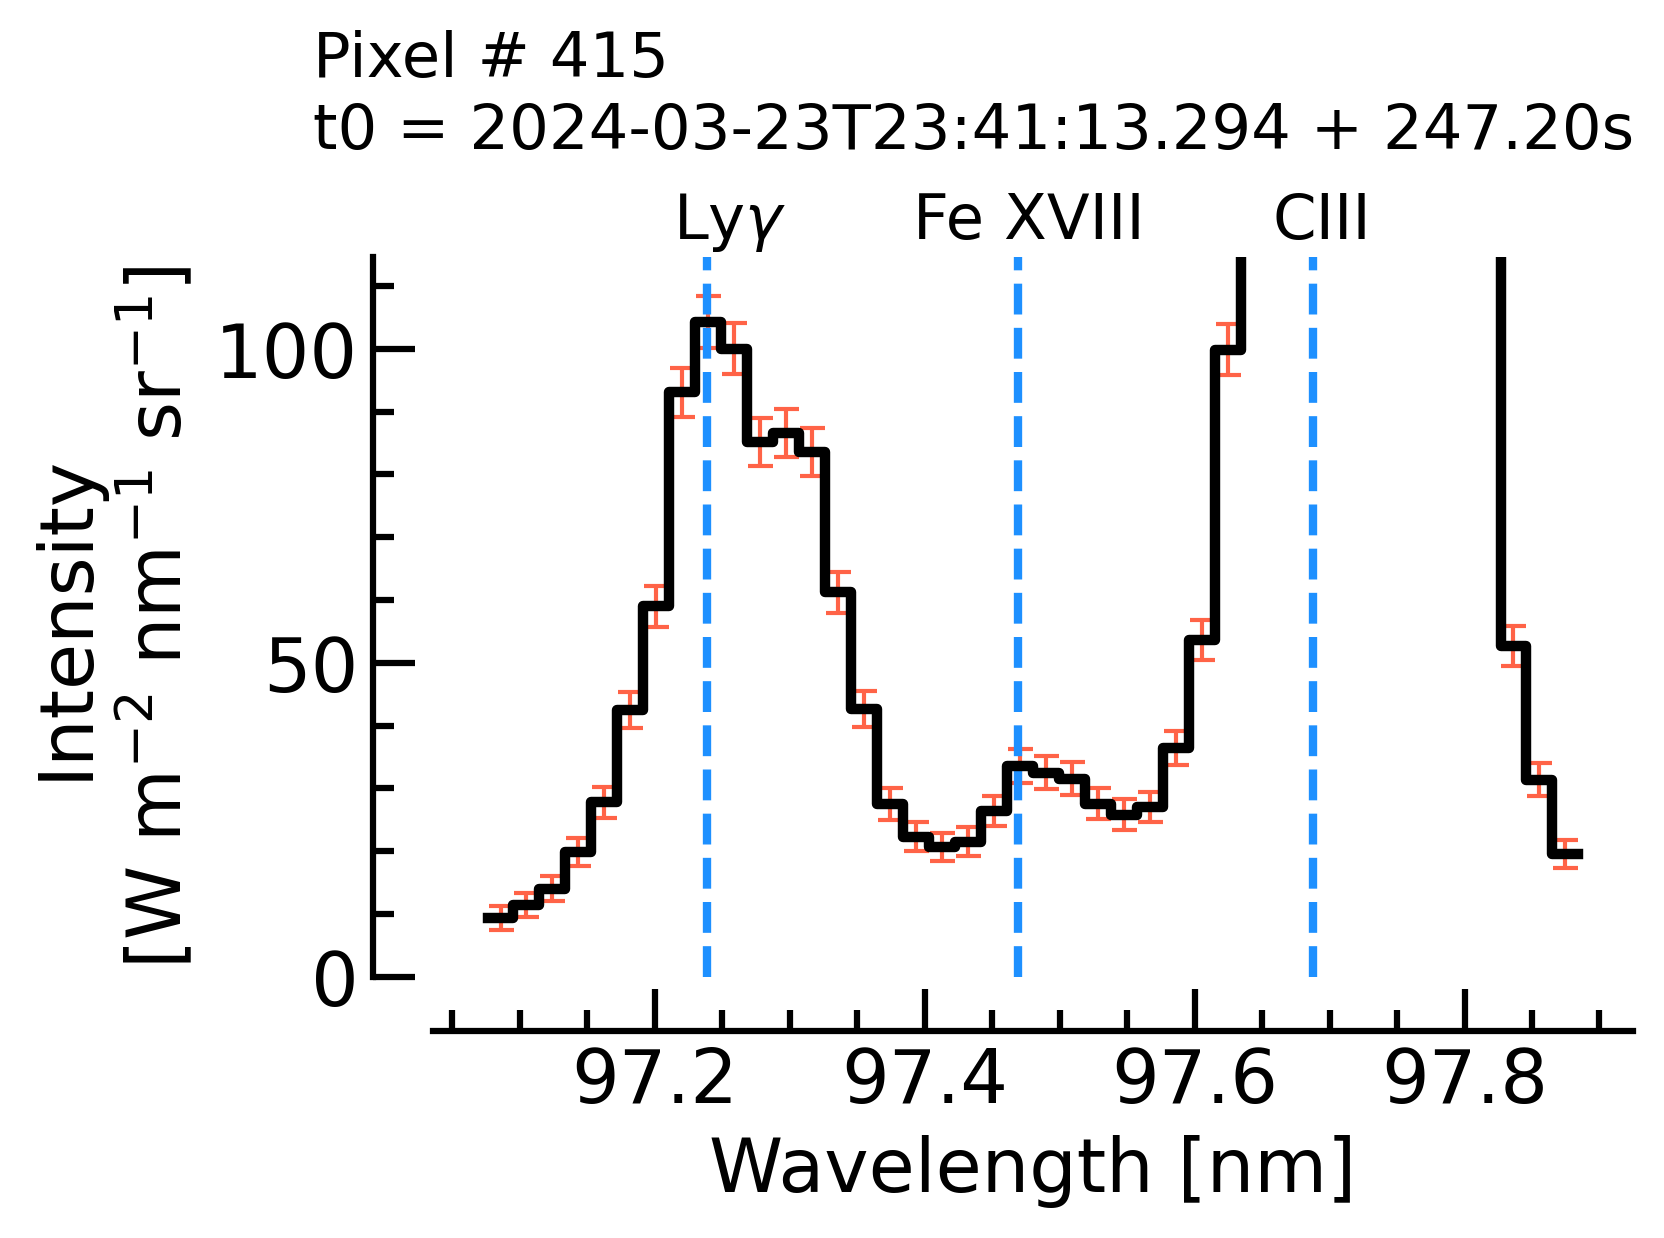 Pixel # 415
t0 = 2024-03-23T23:41:13.294 + 247.20s
Lyγ Fe XVIII CIII
Intensity
[W m⁻² nm⁻¹ sr⁻¹]
100
50
0
97.2 97.4 97.6 97.8
Wavelength [nm]